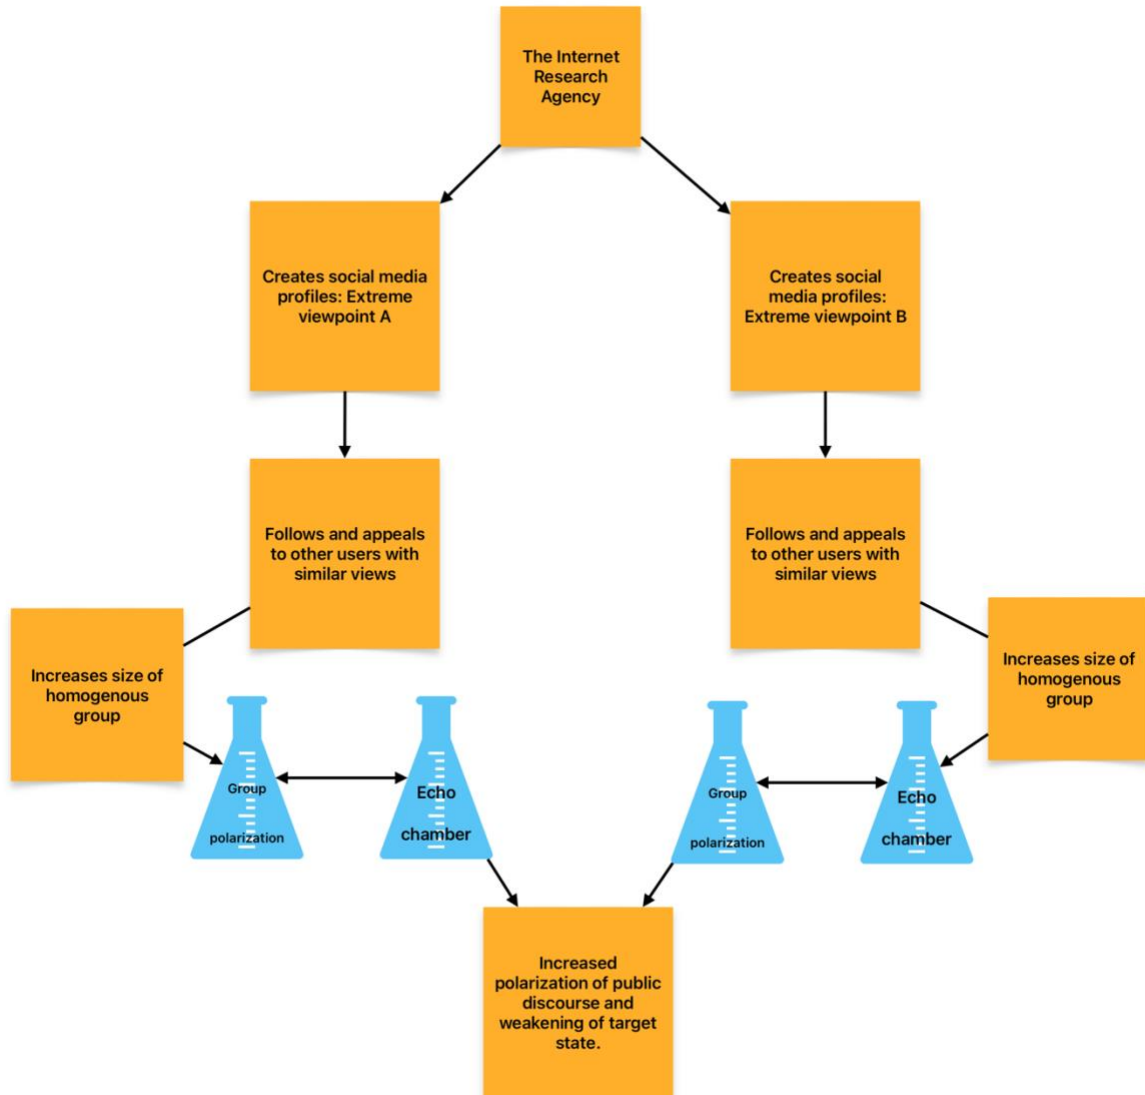 The Internet
Research
Agency
Creates social media
profiles: Extreme
viewpoint A
Creates social
media profiles:
Extreme viewpoint B
Follows and appeals
to other users with
similar views
Follows and appeals
to other users with
similar views
Increases size of
homogenous
group
Increases size of
homogenous
group
Group
polarization
Echo
chamber
Group
polarization
Echo
chamber
Increased
polarization of public
discourse and
weakening of target
state.